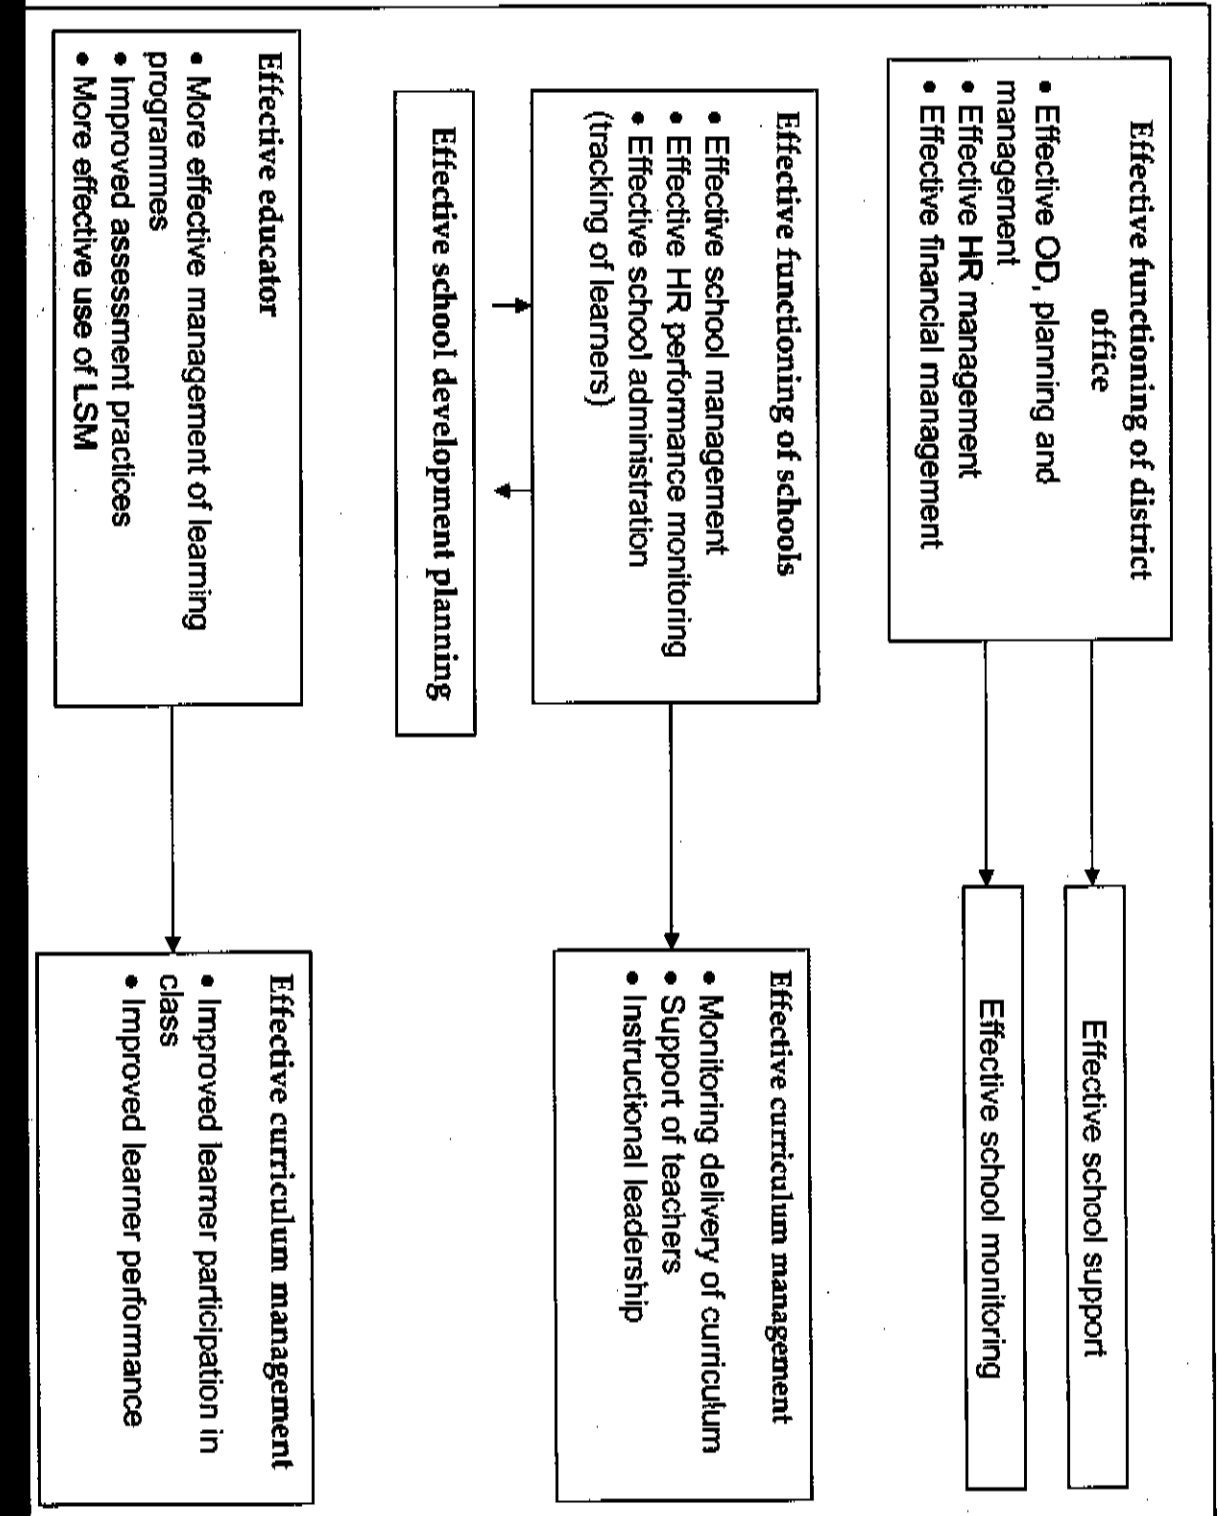 Effective functioning of district
office
• Effective OD, planning and
management
• Effective HR management
• Effective financial management
Effective school support
Effective school monitoring
Effective functioning of schools
• Effective school management
• Effective HR performance monitoring
• Effective school administration
(tracking of learners)
Effective curriculum management
• Monitoring delivery of curriculum
• Support of teachers
• Instructional leadership
Effective school development planning
Effective educator
• More effective management of learning
programmes
• Improved assessment practices
• More effective use of LSM
Effective curriculum management
• Improved learner participation in
class
• Improved learner performance